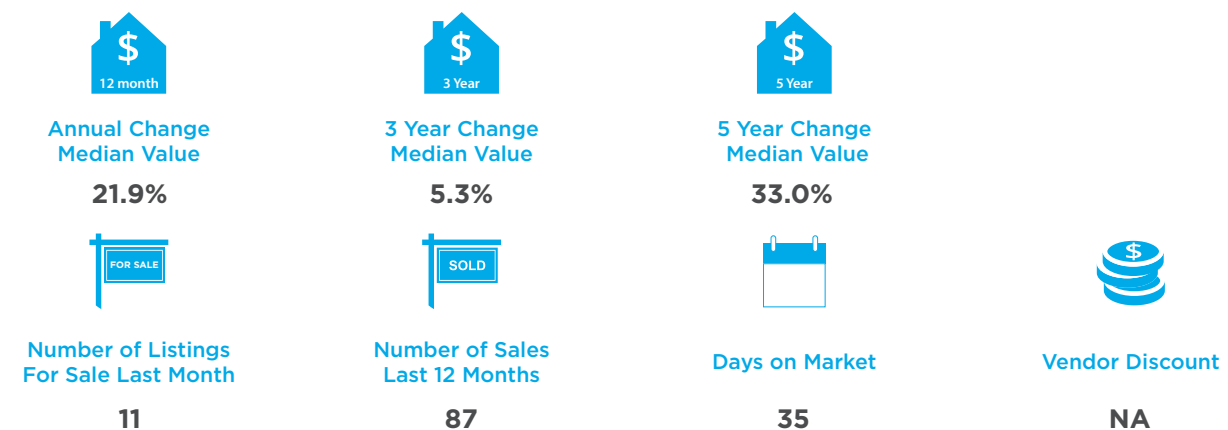 $
12 month
Annual Change
Median Value
21.9%
$
3 Year
3 Year Change
Median Value
5.3%
$
5 Year
5 Year Change
Median Value
33.0%
FOR SALE
Number of Listings
For Sale Last Month
11
SOLD
Number of Sales
Last 12 Months
87
Days on Market
35
$
Vendor Discount
NA